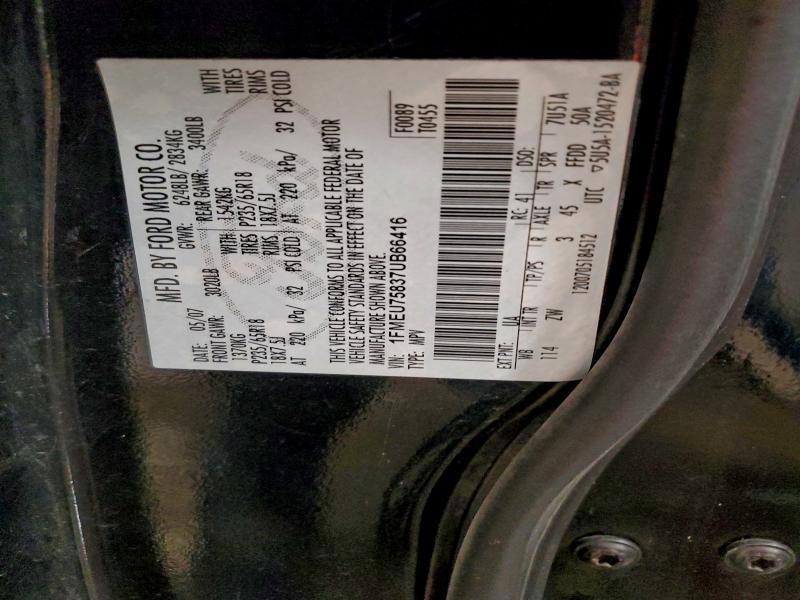 MFD. BY FORD MOTOR CO.
DATE: 05/07 GVWR: 6248LB/ 2834KG
FRONT GAWR: 3020LB REAR GAWR: 3400LB
1370KG WITH 1542KG WITH
P235/65R18 TIRES P235/65R18 TIRES
18X7.5J RIMS 18X7.5J RIMS
AT 220 kPa/ 32 PSI COLD AT 220 kPa/ 32 PSI COLD
THIS VEHICLE CONFORMS TO ALL APPLICABLE FEDERAL MOTOR
VEHICLE SAFETY STANDARDS IN EFFECT ON THE DATE OF
MANUFACTURE SHOWN ABOVE.
VIN: 1FMEU75837UB66416 F0089
TYPE: MPV T0455
EXT PNT: UA RC: 41 DSO:
WB INT TR TP/PS R AXLE TR SPR 7U51A
114 ZW 3 45 X FFDD 50A
UTC ▽5U5A-1520472-BA
1200705184512